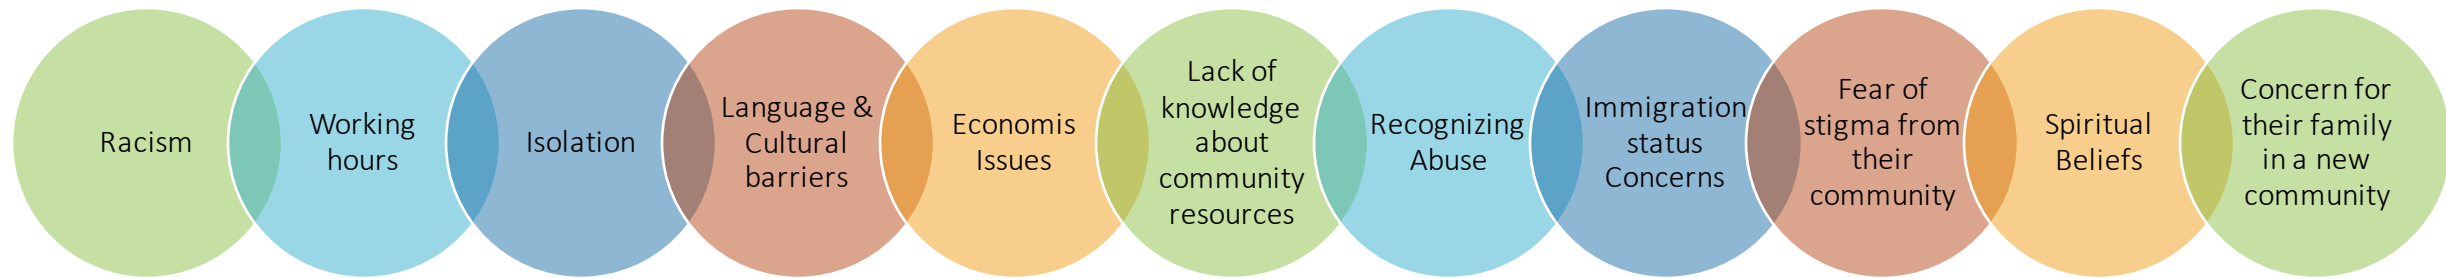 Racism
Working
hours
Isolation
Language &
Cultural
barriers
Economis
Issues
Lack of
knowledge
about
community
resources
Recognizing
Abuse
Immigration
status
Concerns
Fear of
stigma from
their
community
Spiritual
Beliefs
Concern for
their family
in a new
community